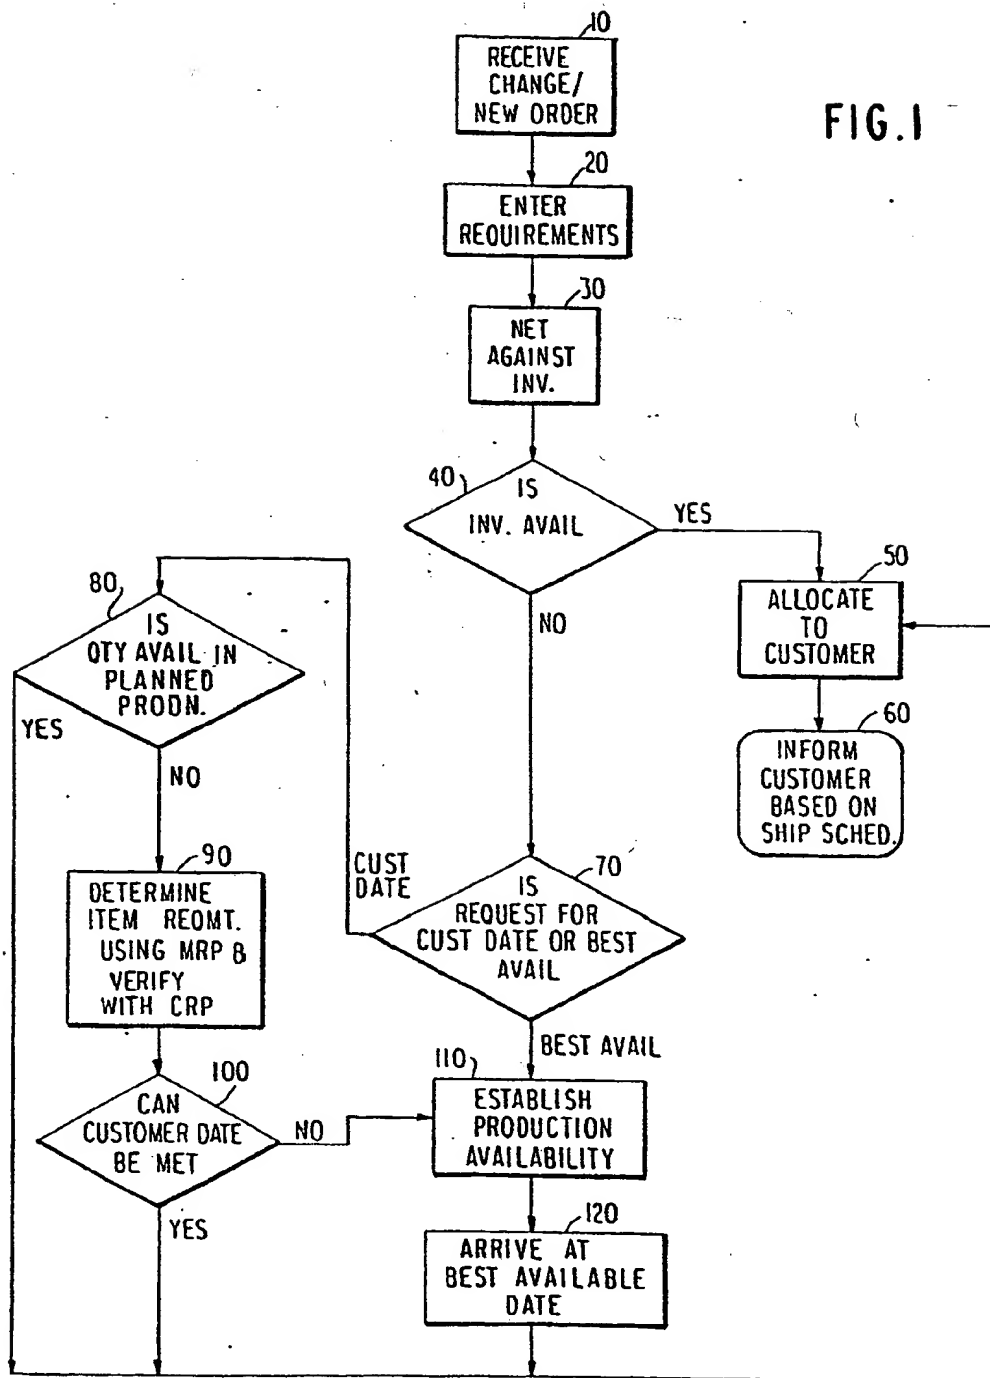 FIG.1
10
RECEIVE
CHANGE/
NEW ORDER
20
ENTER
REQUIREMENTS
30
NET
AGAINST
INV.
40
IS
INV. AVAIL
YES
NO
50
ALLOCATE
TO
CUSTOMER
60
INFORM
CUSTOMER
BASED ON
SHIP SCHED.
70
IS
REQUEST FOR
CUST DATE OR BEST
AVAIL
CUST
DATE
BEST AVAIL
80
IS
QTY AVAIL IN
PLANNED
PRODN.
YES
NO
90
DETERMINE
ITEM REQMT.
USING MRP &
VERIFY
WITH CRP
100
CAN
CUSTOMER DATE
BE MET
NO
YES
110
ESTABLISH
PRODUCTION
AVAILABILITY
120
ARRIVE AT
BEST AVAILABLE
DATE